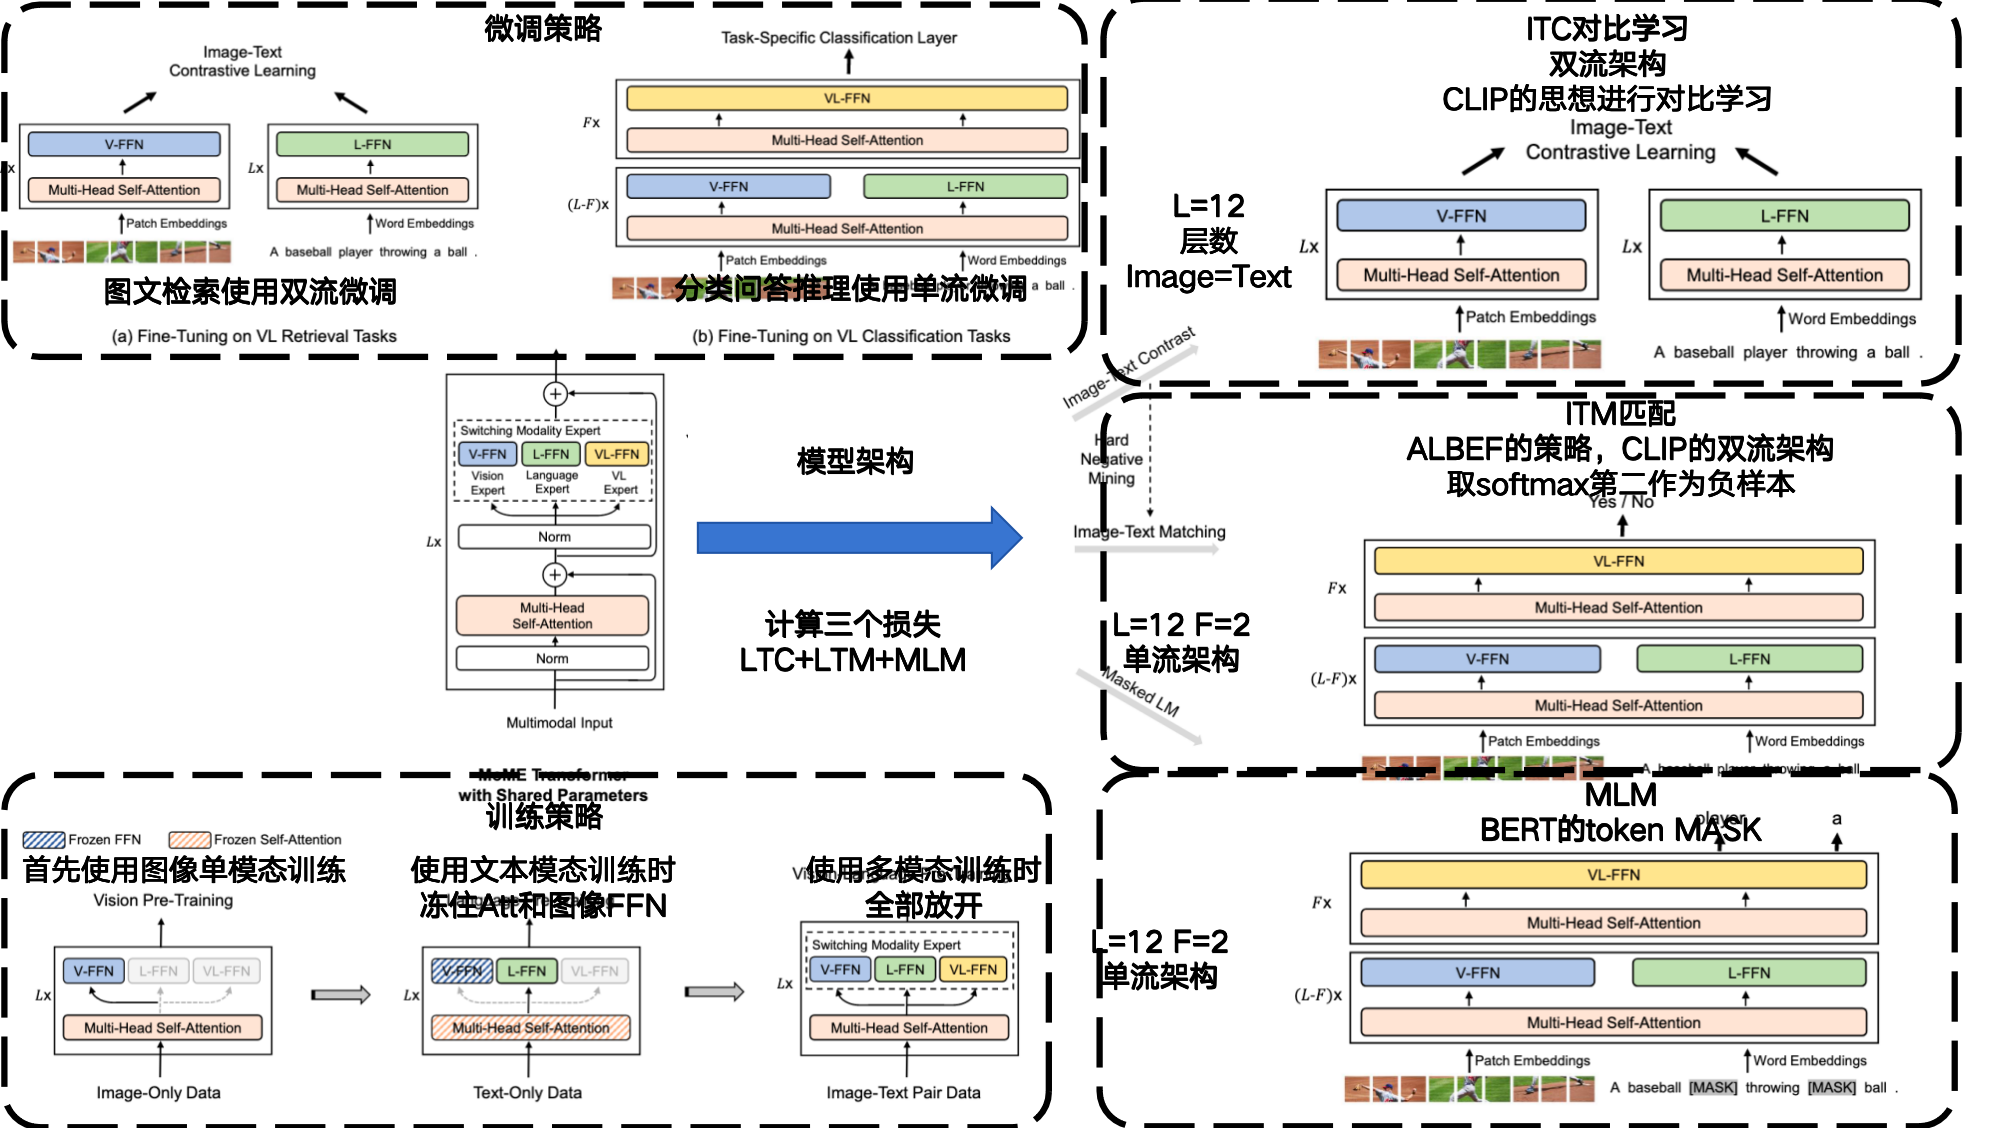 微调策略
Image-Text
Contrastive Learning
V-FFN
Multi-Head Self-Attention
Lx
Patch Embeddings
L-FFN
Multi-Head Self-Attention
Lx
Word Embeddings
A baseball player throwing a ball .
图文检索使用双流微调
(a) Fine-Tuning on VL Retrieval Tasks
Task-Specific Classification Layer
VL-FFN
Fx
Multi-Head Self-Attention
V-FFN
L-FFN
(L-F)x
Multi-Head Self-Attention
Patch Embeddings
Word Embeddings
分类问答推理使用单流微调
a ball .
(b) Fine-Tuning on VL Classification Tasks
ITC对比学习
双流架构
CLIP的思想进行对比学习
Image-Text
Contrastive Learning
L=12
层数
Image=Text
V-FFN
Lx
Multi-Head Self-Attention
Patch Embeddings
L-FFN
Lx
Multi-Head Self-Attention
Word Embeddings
A baseball player throwing a ball .
Switching Modality Expert
V-FFN
L-FFN
VL-FFN
Vision
Expert
Language
Expert
VL
Expert
Norm
Lx
Multi-Head
Self-Attention
Norm
Multimodal Input
MoME Transformer
with Shared Parameters
模型架构
计算三个损失
LTC+LTM+MLM
Image-Text Contrast
Hard
Negative
Mining
Image-Text Matching
Masked LM
ITM匹配
ALBEF的策略，CLIP的双流架构
取softmax第二作为负样本
Yes / No
VL-FFN
Fx
Multi-Head Self-Attention
L=12 F=2
单流架构
V-FFN
L-FFN
(L-F)x
Multi-Head Self-Attention
Patch Embeddings
Word Embeddings
A baseball player throwing a ball
训练策略
Frozen FFN
Frozen Self-Attention
首先使用图像单模态训练
Vision Pre-Training
V-FFN
L-FFN
VL-FFN
Lx
Multi-Head Self-Attention
Image-Only Data
使用文本模态训练时
冻住Att和图像FFN
V-FFN
L-FFN
VL-FFN
Lx
Multi-Head Self-Attention
Text-Only Data
使用多模态训练时
全部放开
Switching Modality Expert
V-FFN
L-FFN
VL-FFN
Lx
Multi-Head Self-Attention
Image-Text Pair Data
MLM
BERT的token MASK
player
a
VL-FFN
Fx
Multi-Head Self-Attention
L=12 F=2
单流架构
V-FFN
L-FFN
(L-F)x
Multi-Head Self-Attention
Patch Embeddings
Word Embeddings
A baseball [MASK] throwing [MASK] ball .